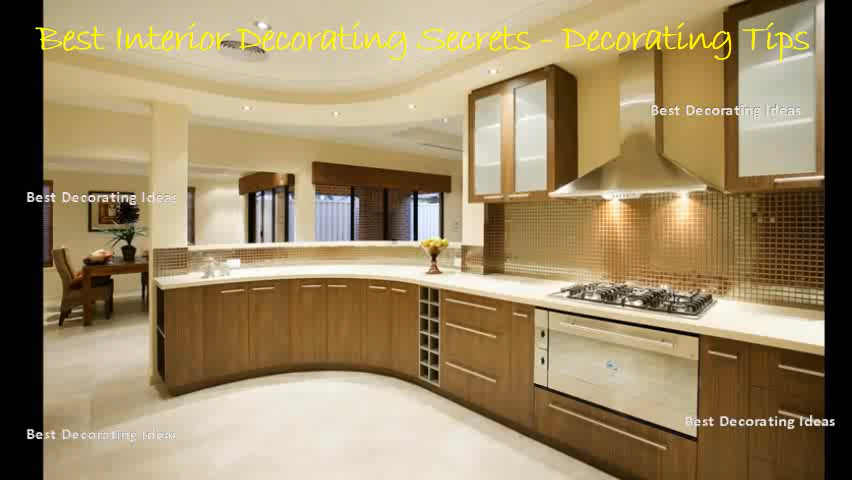 Best Interior Decorating Secrets - Decorating Tips
Best Decorating Ideas
Best Decorating Ideas
Best Decorating Ideas
Best Decorating Ideas